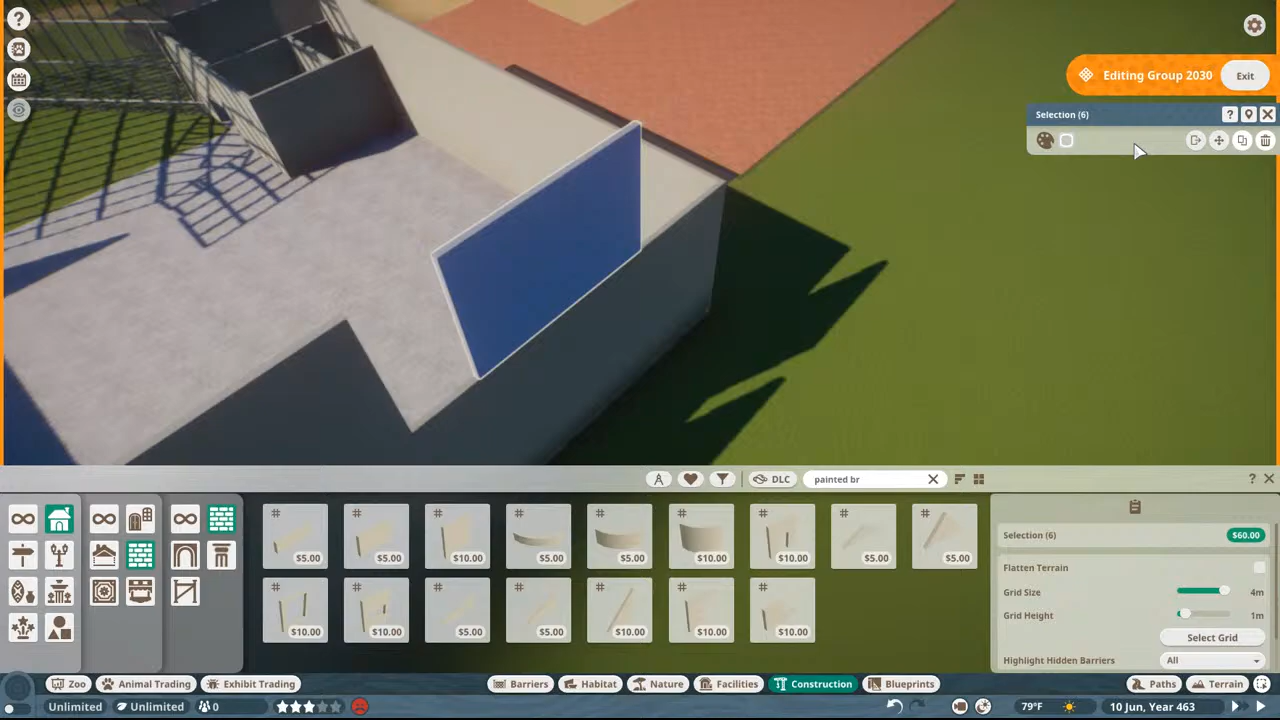 Editing Group 2030
Exit
Selection (6)
?
?
DLC
painted br
?
$5.00
$5.00
$10.00
$5.00
$5.00
$10.00
$10.00
$5.00
$5.00
$10.00
$10.00
$5.00
$5.00
$10.00
$10.00
$10.00
Selection (6)
$60.00
Flatten Terrain
Grid Size
4m
Grid Height
1m
Select Grid
Highlight Hidden Barriers
All
Zoo
Animal Trading
Exhibit Trading
Barriers
Habitat
Nature
Facilities
Construction
Blueprints
Paths
Terrain
Unlimited
Unlimited
0
79°F
10 Jun, Year 463